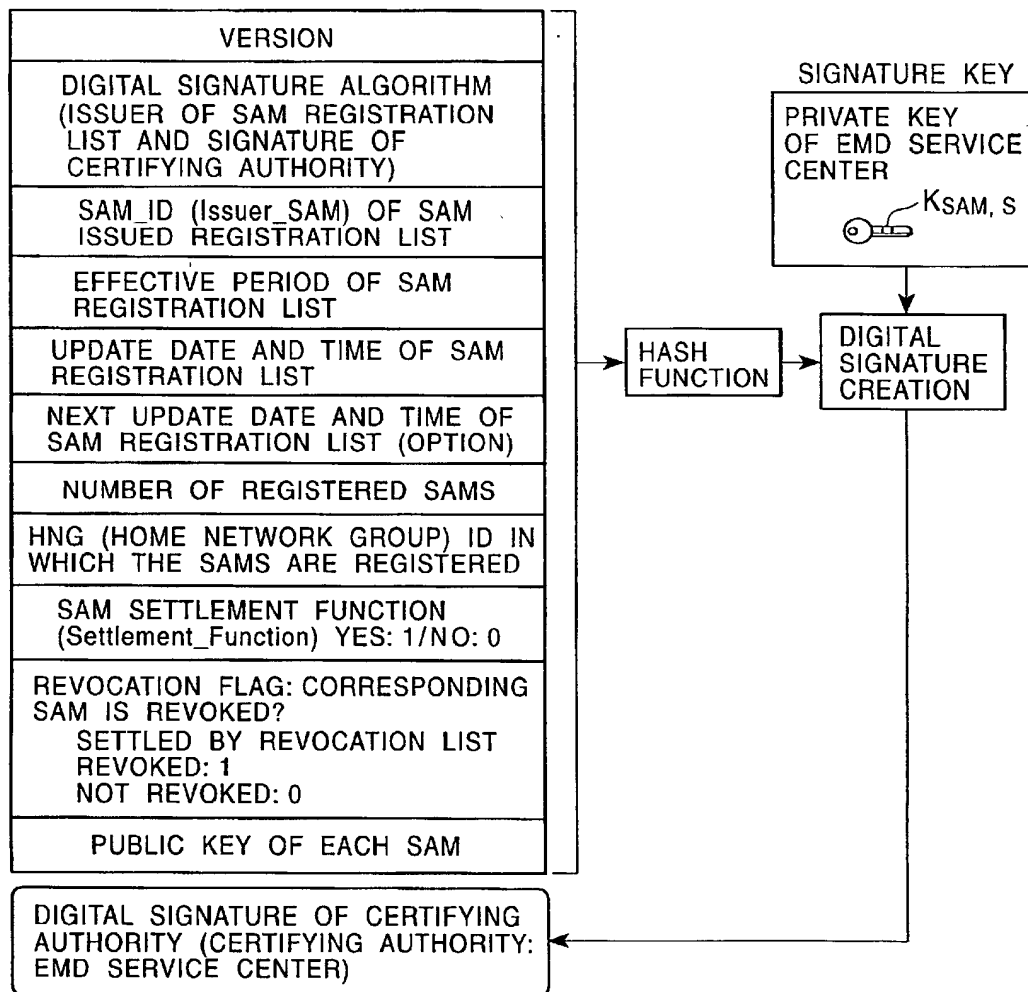 VERSION
DIGITAL SIGNATURE ALGORITHM
(ISSUER OF SAM REGISTRATION
LIST AND SIGNATURE OF
CERTIFYING AUTHORITY)
SAM_ID (Issuer_SAM) OF SAM
ISSUED REGISTRATION LIST
EFFECTIVE PERIOD OF SAM
REGISTRATION LIST
UPDATE DATE AND TIME OF SAM
REGISTRATION LIST
NEXT UPDATE DATE AND TIME OF
SAM REGISTRATION LIST (OPTION)
NUMBER OF REGISTERED SAMS
HNG (HOME NETWORK GROUP) ID IN
WHICH THE SAMS ARE REGISTERED
SAM SETTLEMENT FUNCTION
(Settlement_Function) YES: 1/NO: 0
REVOCATION FLAG: CORRESPONDING
SAM IS REVOKED?
SETTLED BY REVOCATION LIST
REVOKED: 1
NOT REVOKED: 0
PUBLIC KEY OF EACH SAM
HASH
FUNCTION
SIGNATURE KEY
PRIVATE KEY
OF EMD SERVICE
CENTER
KSAM, S
DIGITAL
SIGNATURE
CREATION
DIGITAL SIGNATURE OF CERTIFYING
AUTHORITY (CERTIFYING AUTHORITY:
EMD SERVICE CENTER)